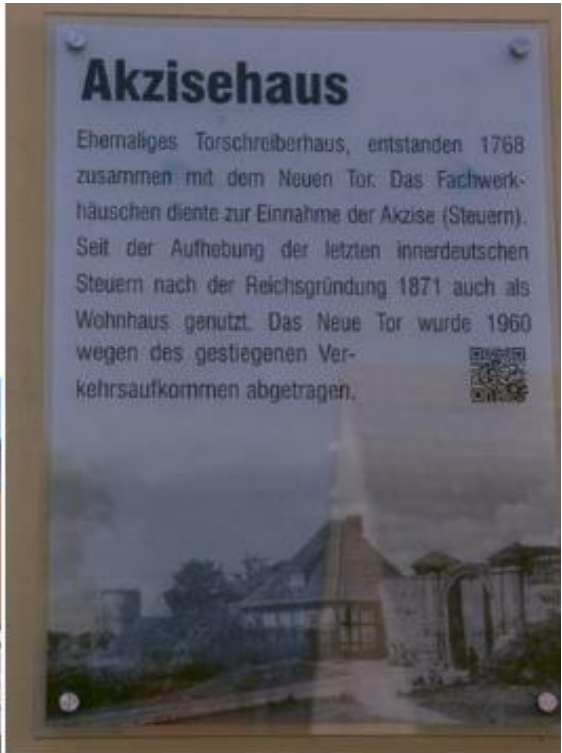 Akzisehaus
Ehemaliges Torschreiberhaus, entstanden 1768
zusammen mit dem Neuen Tor. Das Fachwerk-
häuschen diente zur Einnahme der Akzise (Steuern).
Seit der Aufhebung der letzten innerdeutschen
Steuern nach der Reichsgründung 1871 auch als
Wohnhaus genutzt. Das Neue Tor wurde 1960
wegen des gestiegenen Ver-
kehrsaufkommen abgetragen.